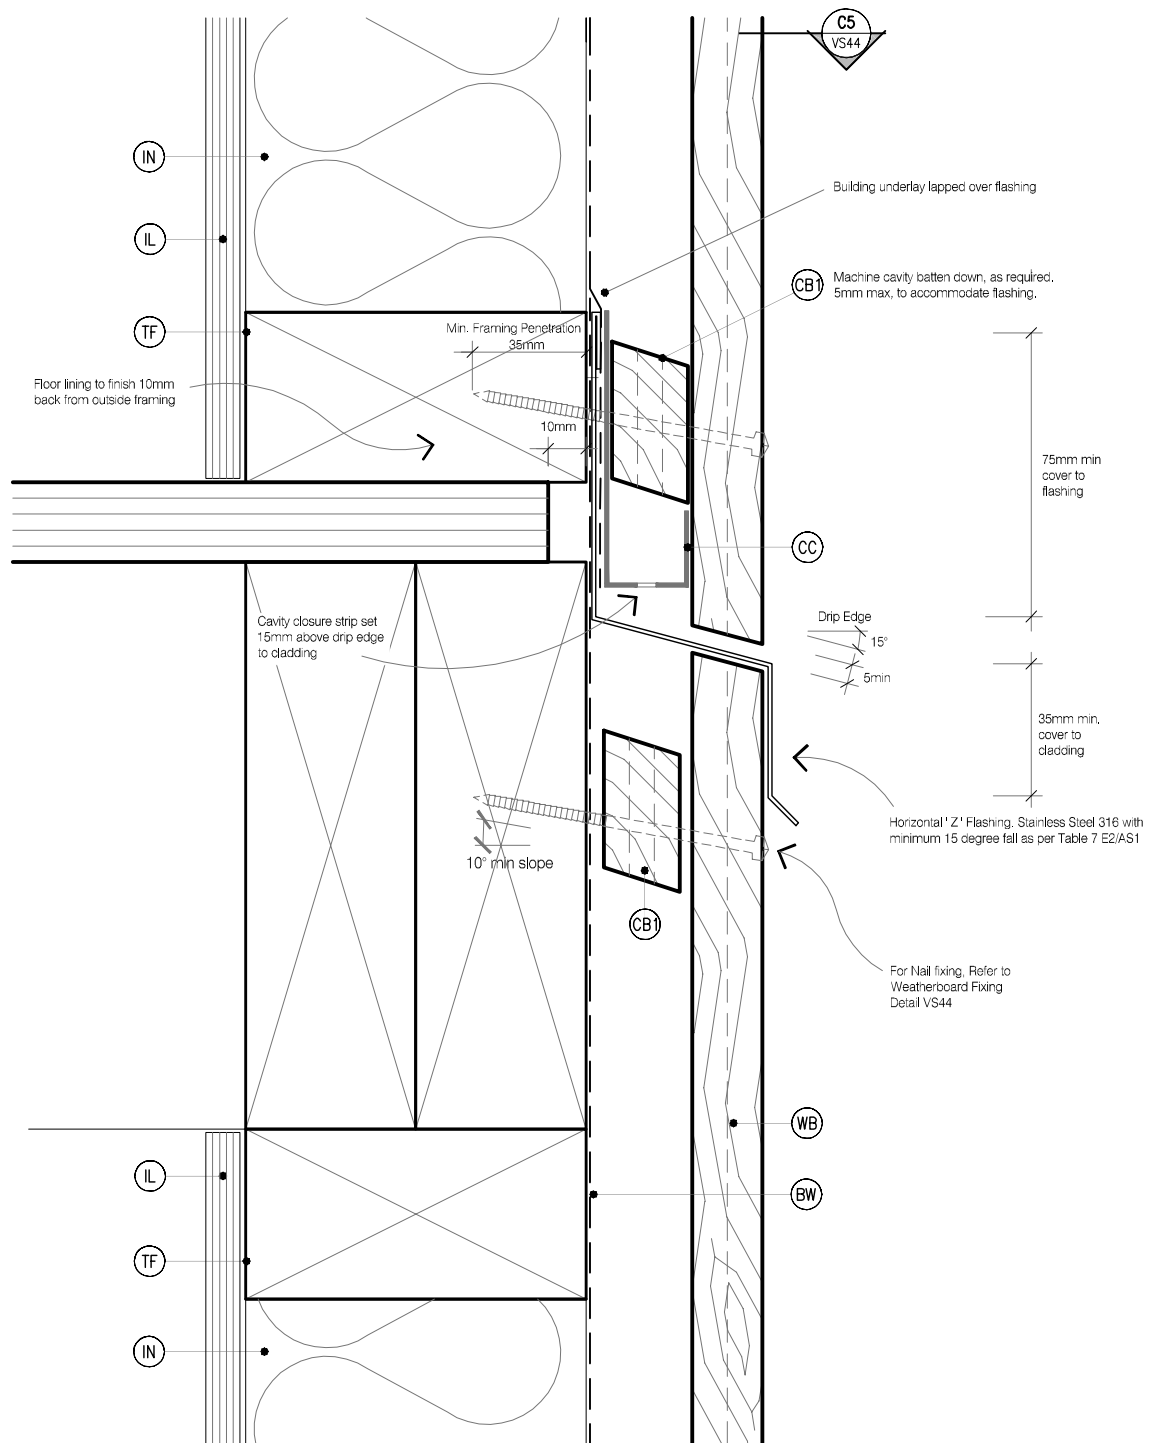 C5
VS44
IN
Building underlay lapped over flashing
IL
CB1
Machine cavity batten down, as required,
5mm max, to accommodate flashing.
TF
Min. Framing Penetration
35mm
Floor lining to finish 10mm
back from outside framing
10mm
75mm min
cover to
flashing
CC
Cavity closure strip set
15mm above drip edge
to cladding
Drip Edge
15°
5min
35mm min.
cover to
cladding
Horizontal 'Z' Flashing. Stainless Steel 316 with
minimum 15 degree fall as per Table 7 E2/AS1
10° min slope
CB1
For Nail fixing, Refer to
Weatherboard Fixing
Detail VS44
WB
IL
BW
TF
IN